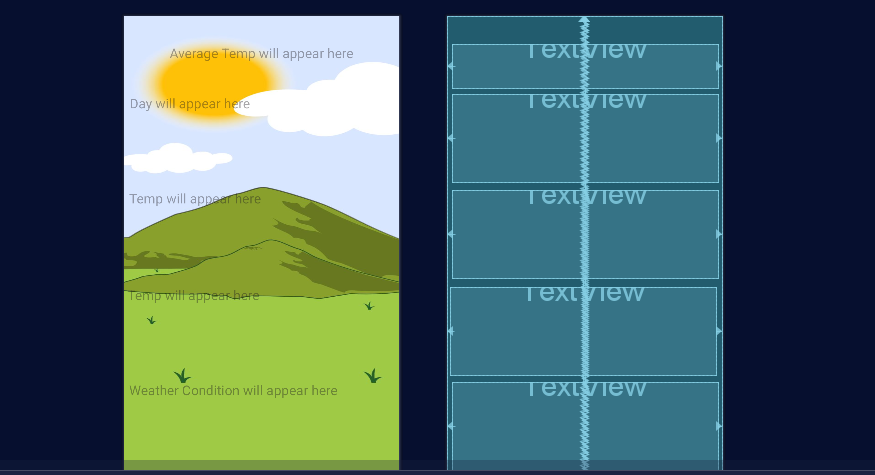 Average Temp will appear here
Day will appear here
Temp will appear here
Temp will appear here
Weather Condition will appear here
TextView
TextView
TextView
TextView
TextView